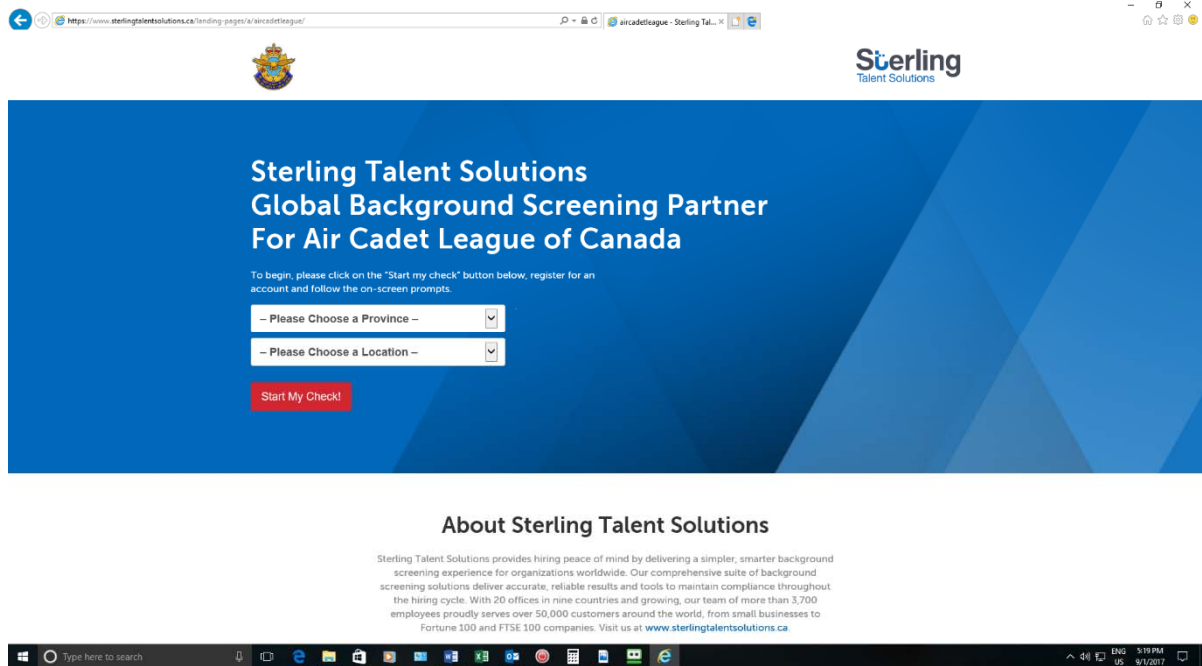 https://www.sterlingtalentsolutions.ca/landing-pages/a/aircadetleague/
aircadetleague - Sterling Tal...
Sterling
Talent Solutions
Sterling Talent Solutions
Global Background Screening Partner
For Air Cadet League of Canada
To begin, please click on the "Start my check" button below, register for an
account and follow the on-screen prompts.
– Please Choose a Province –
– Please Choose a Location –
Start My Check!
About Sterling Talent Solutions
Sterling Talent Solutions provides hiring peace of mind by delivering a simpler, smarter background
screening experience for organizations worldwide. Our comprehensive suite of background
screening solutions deliver accurate, reliable results and tools to maintain compliance throughout
the hiring cycle. With 20 offices in nine countries and growing, our team of more than 3,700
employees proudly serves over 50,000 customers around the world, from small businesses to
Fortune 100 and FTSE 100 companies. Visit us at www.sterlingtalentsolutions.ca.
Type here to search
ENG
US
5:19 PM
9/1/2017